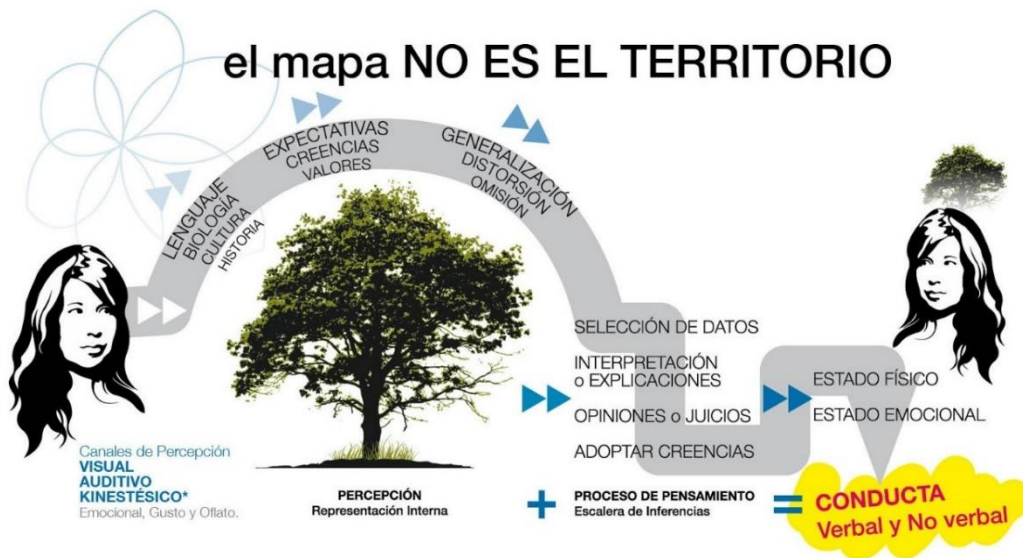 el mapa NO ES EL TERRITORIO
LENGUAJE
BIOLOGÍA
CULTURA
HISTORIA
EXPECTATIVAS
CREENCIAS
VALORES
GENERALIZACIÓN
DISTORSIÓN
OMISIÓN
SELECCIÓN DE DATOS
INTERPRETACIÓN
o EXPLICACIONES
OPINIONES o JUICIOS
ADOPTAR CREENCIAS
ESTADO FÍSICO
ESTADO EMOCIONAL
Canales de Percepción
VISUAL
AUDITIVO
KINESTÉSICO*
Emocional, Gusto y Oflato.
PERCEPCIÓN
Representación Interna
+
PROCESO DE PENSAMIENTO
Escalera de Inferencias
=
CONDUCTA
Verbal y No verbal